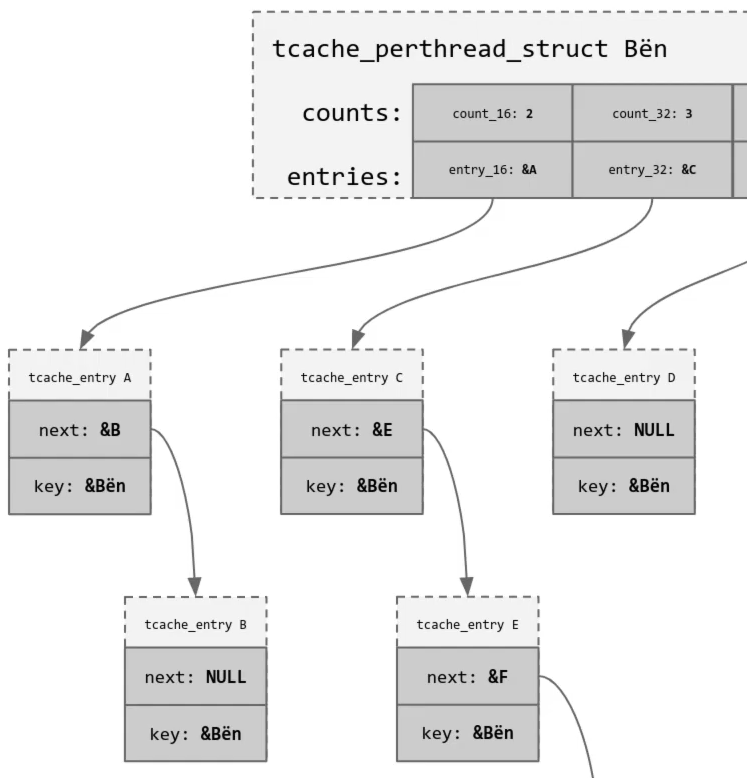 tcache_perthread_struct Bën
counts:
count_16: 2
count_32: 3
entries:
entry_16: &A
entry_32: &C
tcache_entry A
next: &B
key: &Bën
tcache_entry C
next: &E
key: &Bën
tcache_entry D
next: NULL
key: &Bën
tcache_entry B
next: NULL
key: &Bën
tcache_entry E
next: &F
key: &Bën